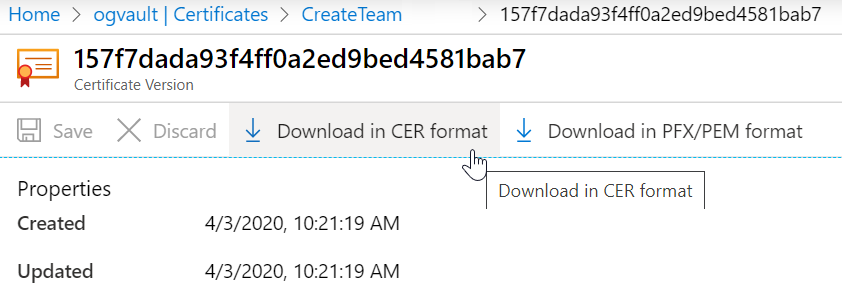 Home > ogvault | Certificates > CreateTeam > 157f7dada93f4ff0a2ed9bed4581bab7
157f7dada93f4ff0a2ed9bed4581bab7
Certificate Version
Save Discard Download in CER format Download in PFX/PEM format
Download in CER format
Properties
Created 4/3/2020, 10:21:19 AM
Updated 4/3/2020, 10:21:19 AM